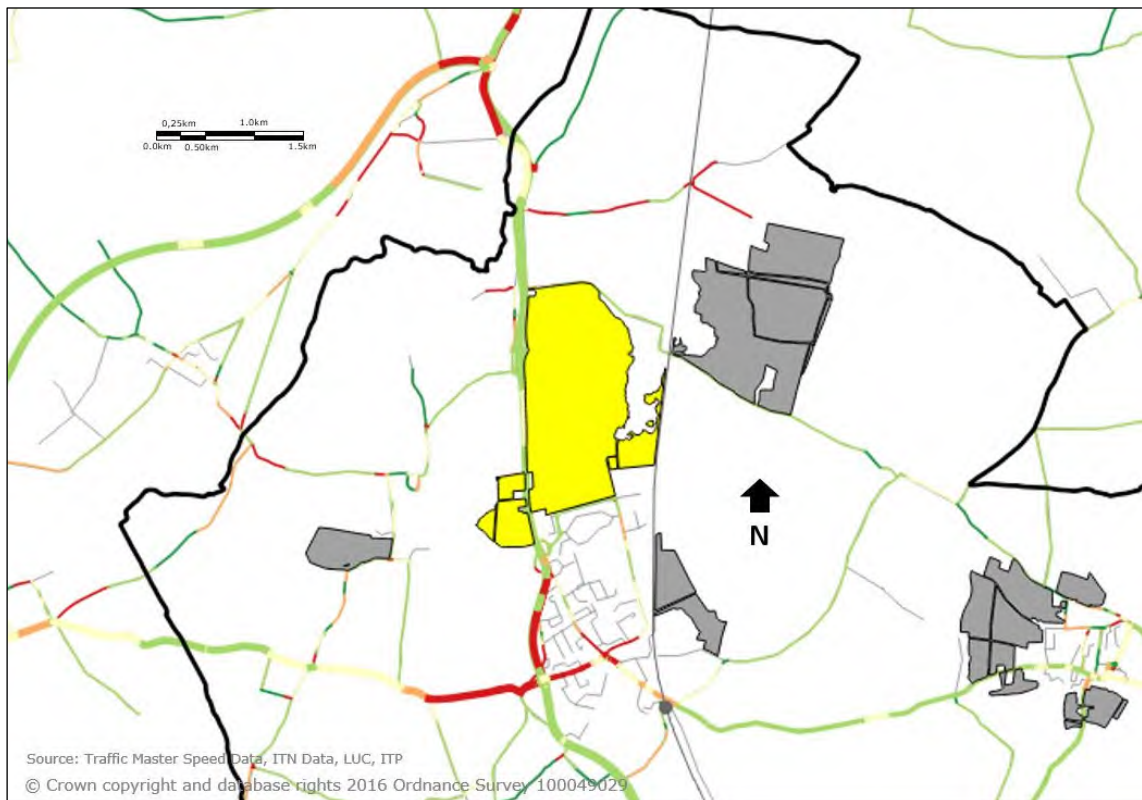 0,25km 1.0km
0.0km 0.50km 1.5km
N
Source: Traffic Master Speed Data, ITN Data, LUC, ITP
© Crown copyright and database rights 2016 Ordnance Survey 100049029